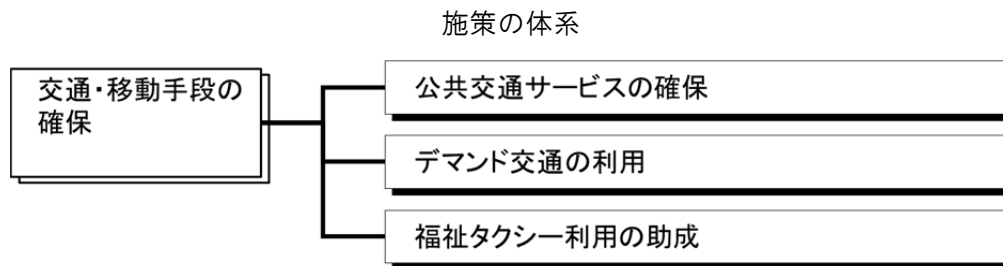 施策の体系
交通・移動手段の
確保
公共交通サービスの確保
デマンド交通の利用
福祉タクシー利用の助成